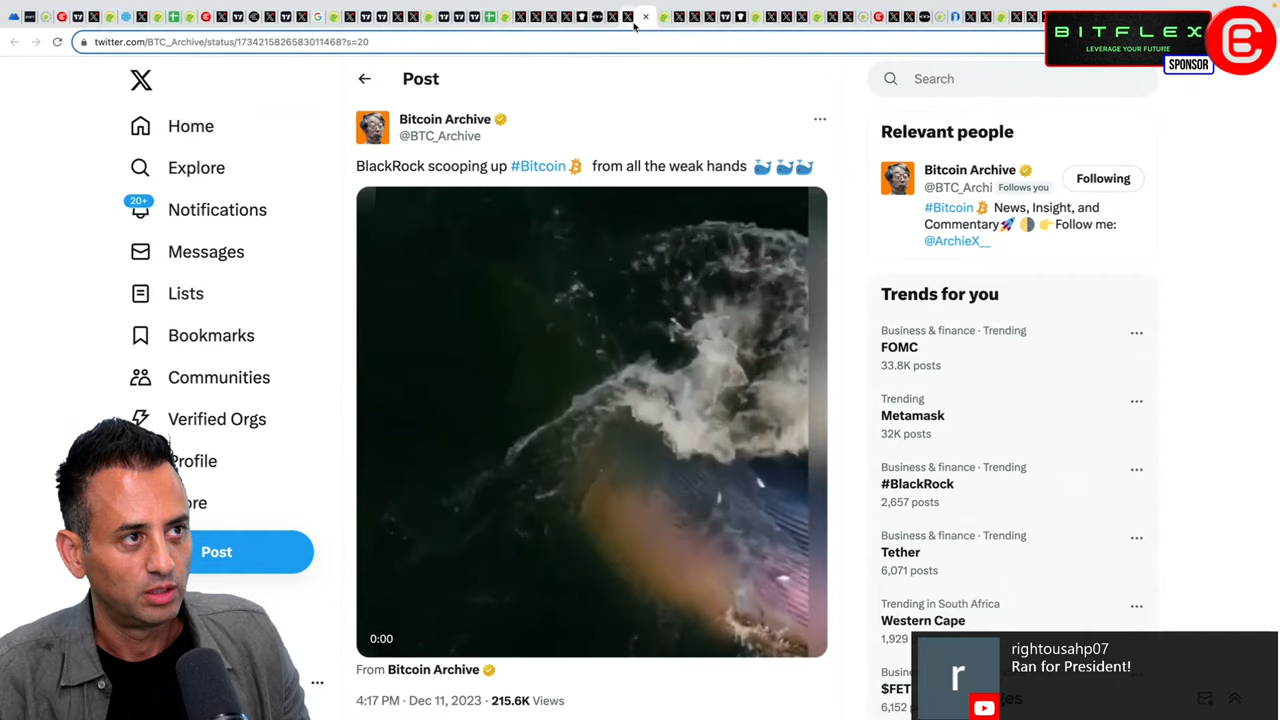 twitter.com/BTC_Archive/status/1734215826583011468?s=20
BITFLEX
LEVERAGE YOUR FUTURE
SPONSOR
Home
Explore
20+
Notifications
Messages
Lists
Bookmarks
Communities
Verified Orgs
Profile
ore
Post
Post
Bitcoin Archive
@BTC_Archive
BlackRock scooping up #Bitcoin from all the weak hands 🐳🐳🐳
0:00
From Bitcoin Archive
4:17 PM · Dec 11, 2023 · 215.6K Views
Search
Relevant people
Bitcoin Archive
@BTC_Archi Follows you
Following
#Bitcoin News, Insight, and
Commentary🚀 🌗 👉Follow me:
@ArchieX__
Trends for you
Business & finance · Trending
FOMC
33.8K posts
Trending
Metamask
32K posts
Business & finance · Trending
#BlackRock
2,657 posts
Business & finance · Trending
Tether
6,071 posts
Trending in South Africa
Western Cape
1,929
Busine
$FET
6,152
r
rightousahp07
Ran for President!
ges